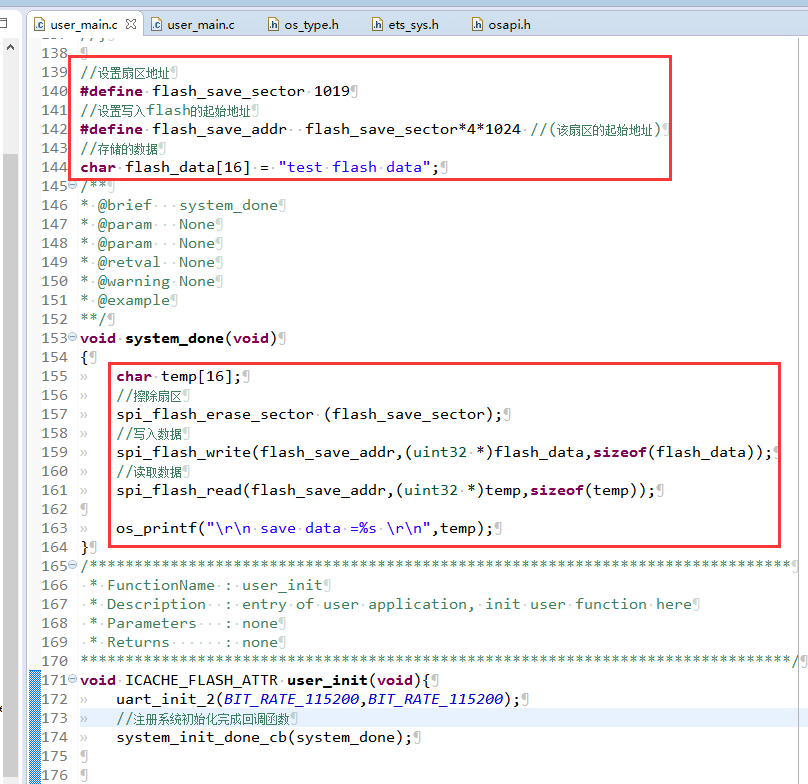 user_main.c
user_main.c
os_type.h
ets_sys.h
osapi.h
138
139 //设置扇区地址
140 #define flash_save_sector 1019
141 //设置写入flash的起始地址
142 #define flash_save_addr  flash_save_sector*4*1024 //(该扇区的起始地址)
143 //存储的数据
144 char flash_data[16] = "test flash data";
145 /**
146 * @brief   system_done
147 * @param   None
148 * @param   None
149 * @retval  None
150 * @warning None
151 * @example
152 **/
153 void system_done(void)
154 {
155     char temp[16];
156     //擦除扇区
157     spi_flash_erase_sector (flash_save_sector);
158     //写入数据
159     spi_flash_write(flash_save_addr,(uint32 *)flash_data,sizeof(flash_data));
160     //读取数据
161     spi_flash_read(flash_save_addr,(uint32 *)temp,sizeof(temp));
162
163     os_printf("\r\n save data =%s \r\n",temp);
164 }
165 /******************************************************************************
166  * FunctionName : user_init
167  * Description  : entry of user application, init user function here
168  * Parameters   : none
169  * Returns      : none
170 *******************************************************************************/
171 void ICACHE_FLASH_ATTR user_init(void){
172     uart_init_2(BIT_RATE_115200,BIT_RATE_115200);
173     //注册系统初始化完成回调函数
174     system_init_done_cb(system_done);
175
176